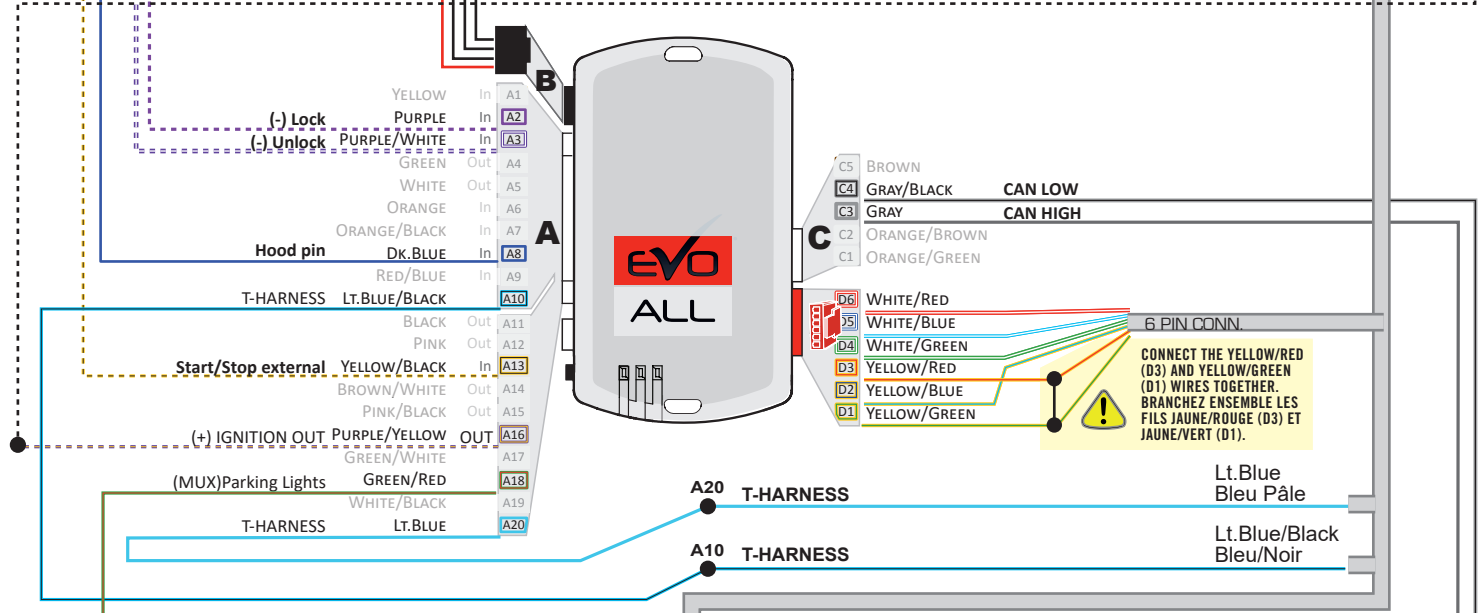 B
YELLOW In A1
(-) Lock PURPLE In A2
(-) Unlock PURPLE/WHITE In A3
GREEN Out A4
WHITE Out A5
ORANGE In A6
ORANGE/BLACK In A7
A
Hood pin DK.BLUE In A8
RED/BLUE In A9
T-HARNESS LT.BLUE/BLACK A10
BLACK Out A11
PINK Out A12
Start/Stop external YELLOW/BLACK In A13
BROWN/WHITE Out A14
PINK/BLACK Out A15
(+) IGNITION OUT PURPLE/YELLOW OUT A16
GREEN/WHITE A17
(MUX)Parking Lights GREEN/RED A18
WHITE/BLACK A19
T-HARNESS LT.BLUE A20
EVO
ALL
C
C5 BROWN
C4 GRAY/BLACK CAN LOW
C3 GRAY CAN HIGH
C2 ORANGE/BROWN
C1 ORANGE/GREEN
D6 WHITE/RED
D5 WHITE/BLUE
D4 WHITE/GREEN
D3 YELLOW/RED
D2 YELLOW/BLUE
D1 YELLOW/GREEN
6 PIN CONN.
CONNECT THE YELLOW/RED
(D3) AND YELLOW/GREEN
(D1) WIRES TOGETHER.
BRANCHEZ ENSEMBLE LES
FILS JAUNE/ROUGE (D3) ET
JAUNE/VERT (D1).
!
A20 T-HARNESS
Lt.Blue
Bleu Pâle
A10 T-HARNESS
Lt.Blue/Black
Bleu/Noir